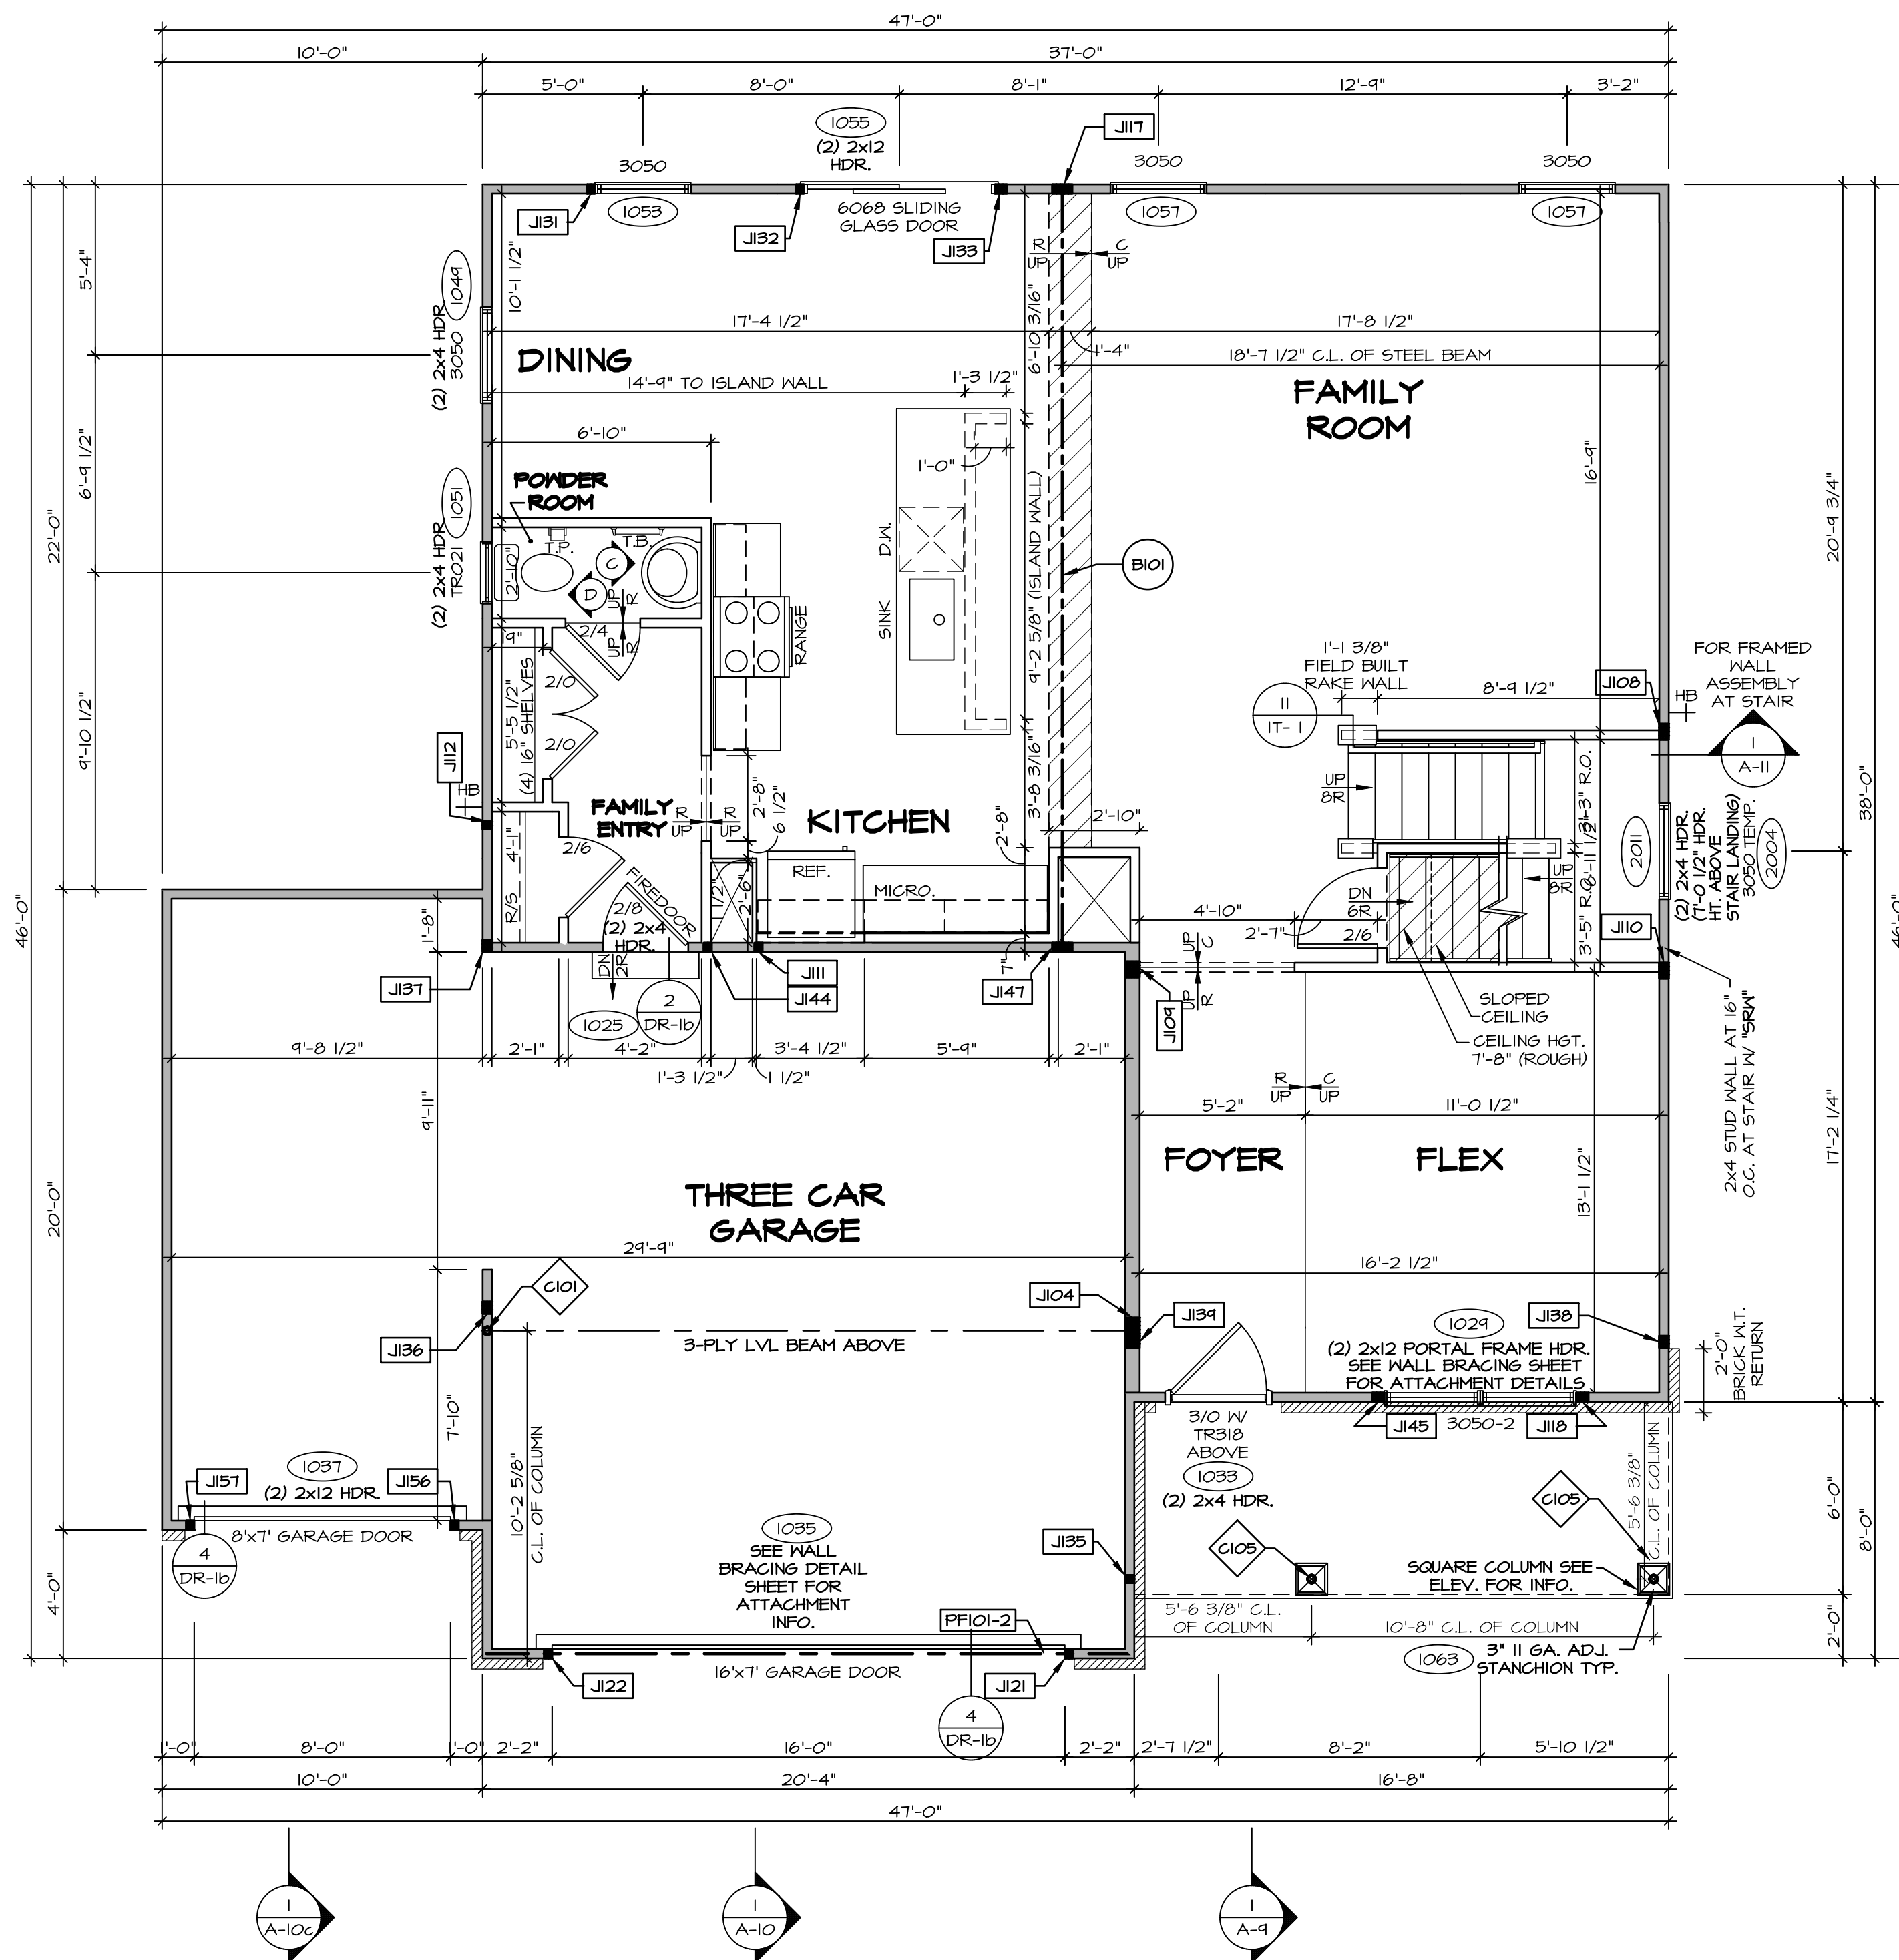 47'-0"
10'-0"
37'-0"
5'-0"
8'-0"
8'-1"
12'-9"
3'-2"
1055
(2) 2x12
HDR.
J117
3050
3050
3050
J131
1053
J132
6068 SLIDING
GLASS DOOR
J133
1057
1057
R
UP
C
UP
5'-4"
10'-1 1/2"
1049
(2) 2x4 HDR.
3050
6'-10 3/16"
17'-4 1/2"
17'-8 1/2"
1'-4"
18'-7 1/2" C.L. OF STEEL BEAM
DINING
14'-9" TO ISLAND WALL
1'-3 1/2"
FAMILY
ROOM
6'-10"
1'-0"
16'-9"
6'-9 1/2"
20'-9 3/4"
POWDER
ROOM
1051
(2) 2x4 HDR.
TR021
22'-0"
T.P.
T.B.
C
D
2'-10"
UP
R
UP
R
D.W.
SINK
RANGE
9'-2 5/8" (ISLAND WALL)
B101
19"
2/4
2/0
2/0
5'-5 1/2"
(4) 16" SHELVES
9'-10 1/2"
J112
HB
1'-1 3/8"
FIELD BUILT
RAKE WALL
8'-9 1/2"
J108
HB
FOR FRAMED
WALL
ASSEMBLY
AT STAIR
11
IT-1
1
A-11
UP
8R
3'-3" R.O.
3'-8 3/16"
FAMILY
ENTRY
R
UP
R
UP
2'-8"
6 1/2"
KITCHEN
2'-8"
2'-10"
6'-11 1/2"
2011
(2) 2x4 HDR.
(7'-0 1/2" HDR.
HT. ABOVE
STAIR LANDING)
3050 TEMP.
2004
38'-0"
46'-0"
46'-0"
4'-1"
R/S
2/6
FIREDOOR
2/8
(2) 2x4
HDR.
2'-6"
REF.
MICRO.
UP
8R
DN
6R
4'-10"
2'-7"
2/6
3'-5" R.O.
J110
1'-8"
DN
2R
7"
UP
C
UP
R
J137
J111
J144
J147
J109
1025
2
DR-1b
SLOPED
CEILING
CEILING HGT.
7'-8" (ROUGH)
2x4 STUD WALL AT 16"
O.C. AT STAIR W/ "SRW"
9'-8 1/2"
2'-1"
4'-2"
3'-4 1/2"
5'-9"
2'-1"
1'-3 1/2"
1 1/2"
9'-11"
R
UP
C
UP
5'-2"
11'-0 1/2"
17'-2 1/4"
20'-0"
THREE CAR
GARAGE
FOYER
FLEX
13'-1 1/2"
29'-9"
16'-2 1/2"
C101
J104
J139
J136
3-PLY LVL BEAM ABOVE
1029
J138
(2) 2x12 PORTAL FRAME HDR.
SEE WALL BRACING SHEET
FOR ATTACHMENT DETAILS
2'-0"
BRICK W.T.
RETURN
7'-10"
10'-2 5/8"
C.L. OF COLUMN
3/0 W/
TR318
ABOVE
1033
(2) 2x4 HDR.
J145
3050-2
J118
J157
1037
(2) 2x12 HDR.
J156
8'x7' GARAGE DOOR
4
DR-1b
5'-6 3/8"
C.L. OF COLUMN
C105
C105
6'-0"
8'-0"
2'-0"
4'-0"
1035
SEE WALL
BRACING DETAIL
SHEET FOR
ATTACHMENT
INFO.
J135
SQUARE COLUMN SEE
ELEV. FOR INFO.
PF101-2
5'-6 3/8" C.L.
OF COLUMN
10'-8" C.L. OF COLUMN
1063
3" 11 GA. ADJ.
STANCHION TYP.
J122
16'x7' GARAGE DOOR
J121
4
DR-1b
1'-0"
8'-0"
1'-0"
2'-2"
16'-0"
2'-2"
2'-7 1/2"
8'-2"
5'-10 1/2"
10'-0"
20'-4"
16'-8"
47'-0"
1
A-10c
1
A-10
1
A-9